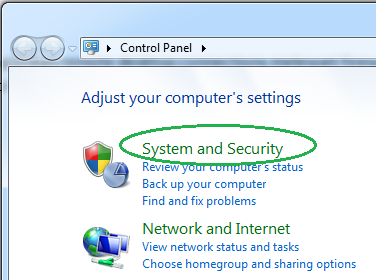 Control Panel
Adjust your computer's settings
System and Security
Review your computer's status
Back up your computer
Find and fix problems
Network and Internet
View network status and tasks
Choose homegroup and sharing options